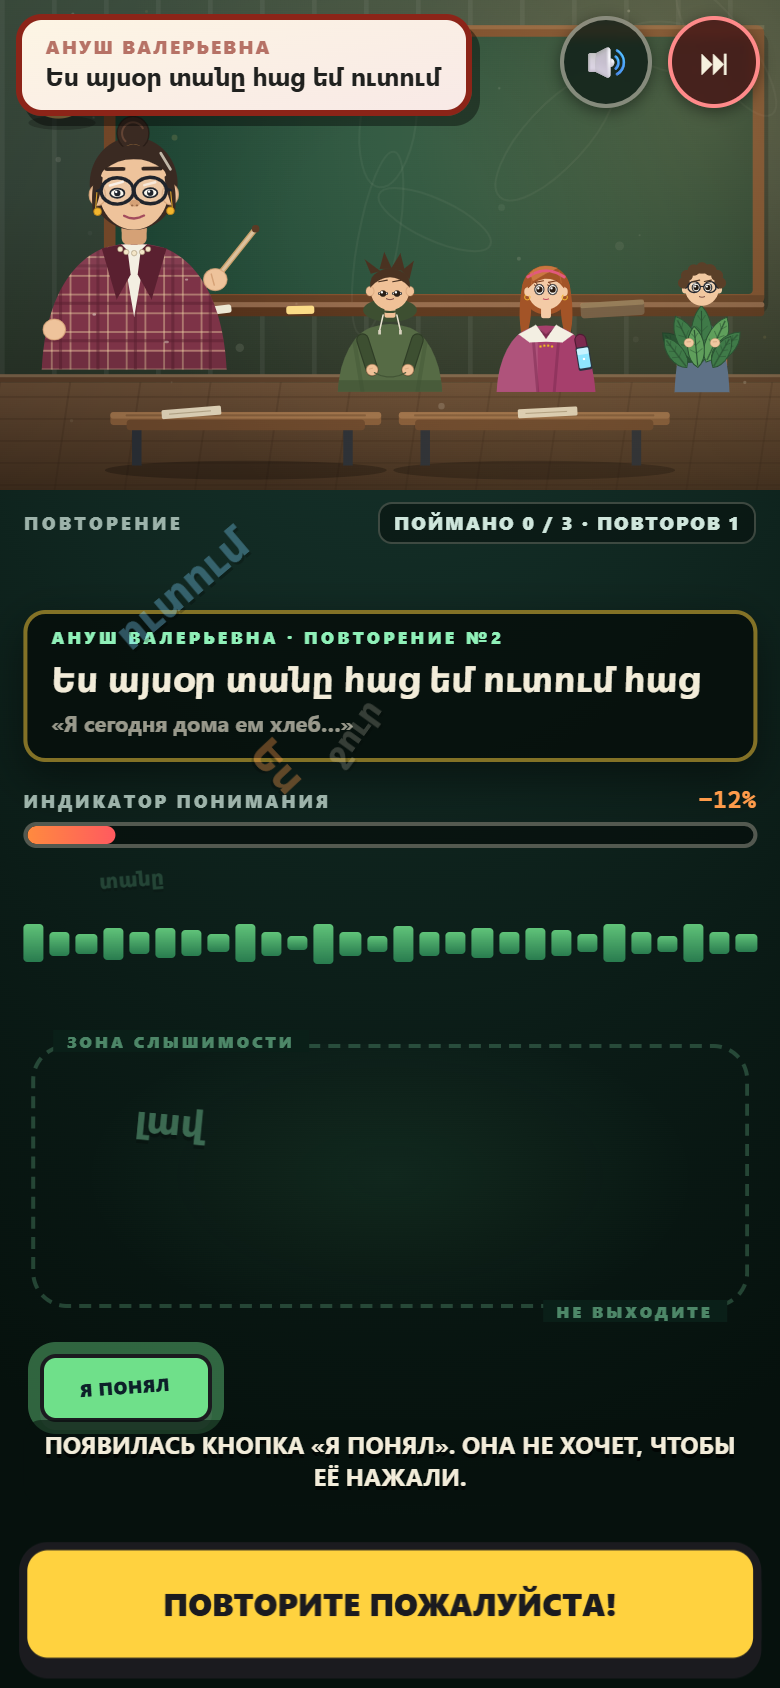 АНУШ ВАЛЕРЬЕВНА
Ես այսօր տանը հաց եմ ուտում
ПОВТОРЕНИЕ
ПОЙМАНО 0 / 3 · ПОВТОРОВ 1
ուտում
АНУШ ВАЛЕРЬЕВНА · ПОВТОРЕНИЕ №2
Ես այսօր տանը հաց եմ ուտում հաց
«Я сегодня дома ем хлеб...»
ջուր
ես
ИНДИКАТОР ПОНИМАНИЯ
−12%
տանը
ЗОНА СЛЫШИМОСТИ
լավ
НЕ ВЫХОДИТЕ
Я ПОНЯЛ
ПОЯВИЛАСЬ КНОПКА «Я ПОНЯЛ». ОНА НЕ ХОЧЕТ, ЧТОБЫ
ЕЁ НАЖАЛИ.
ПОВТОРИТЕ ПОЖАЛУЙСТА!